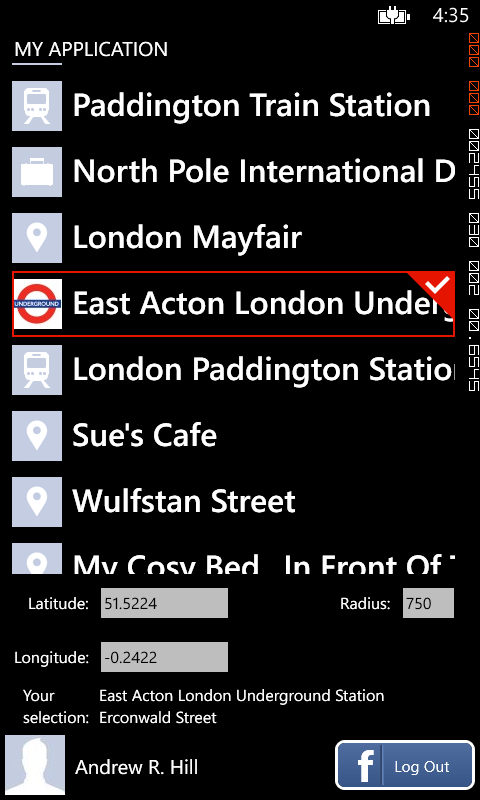 4:35
MY APPLICATION
Paddington Train Station
North Pole International D
London Mayfair
UNDERGROUND
East Acton London Underg
London Paddington Statio
Sue's Cafe
Wulfstan Street
My Cosy Bed.. In Front Of T
Latitude: 51.5224 Radius: 750
Longitude: -0.2422
Your selection: East Acton London Underground Station
Erconwald Street
Andrew R. Hill
f Log Out
000
000